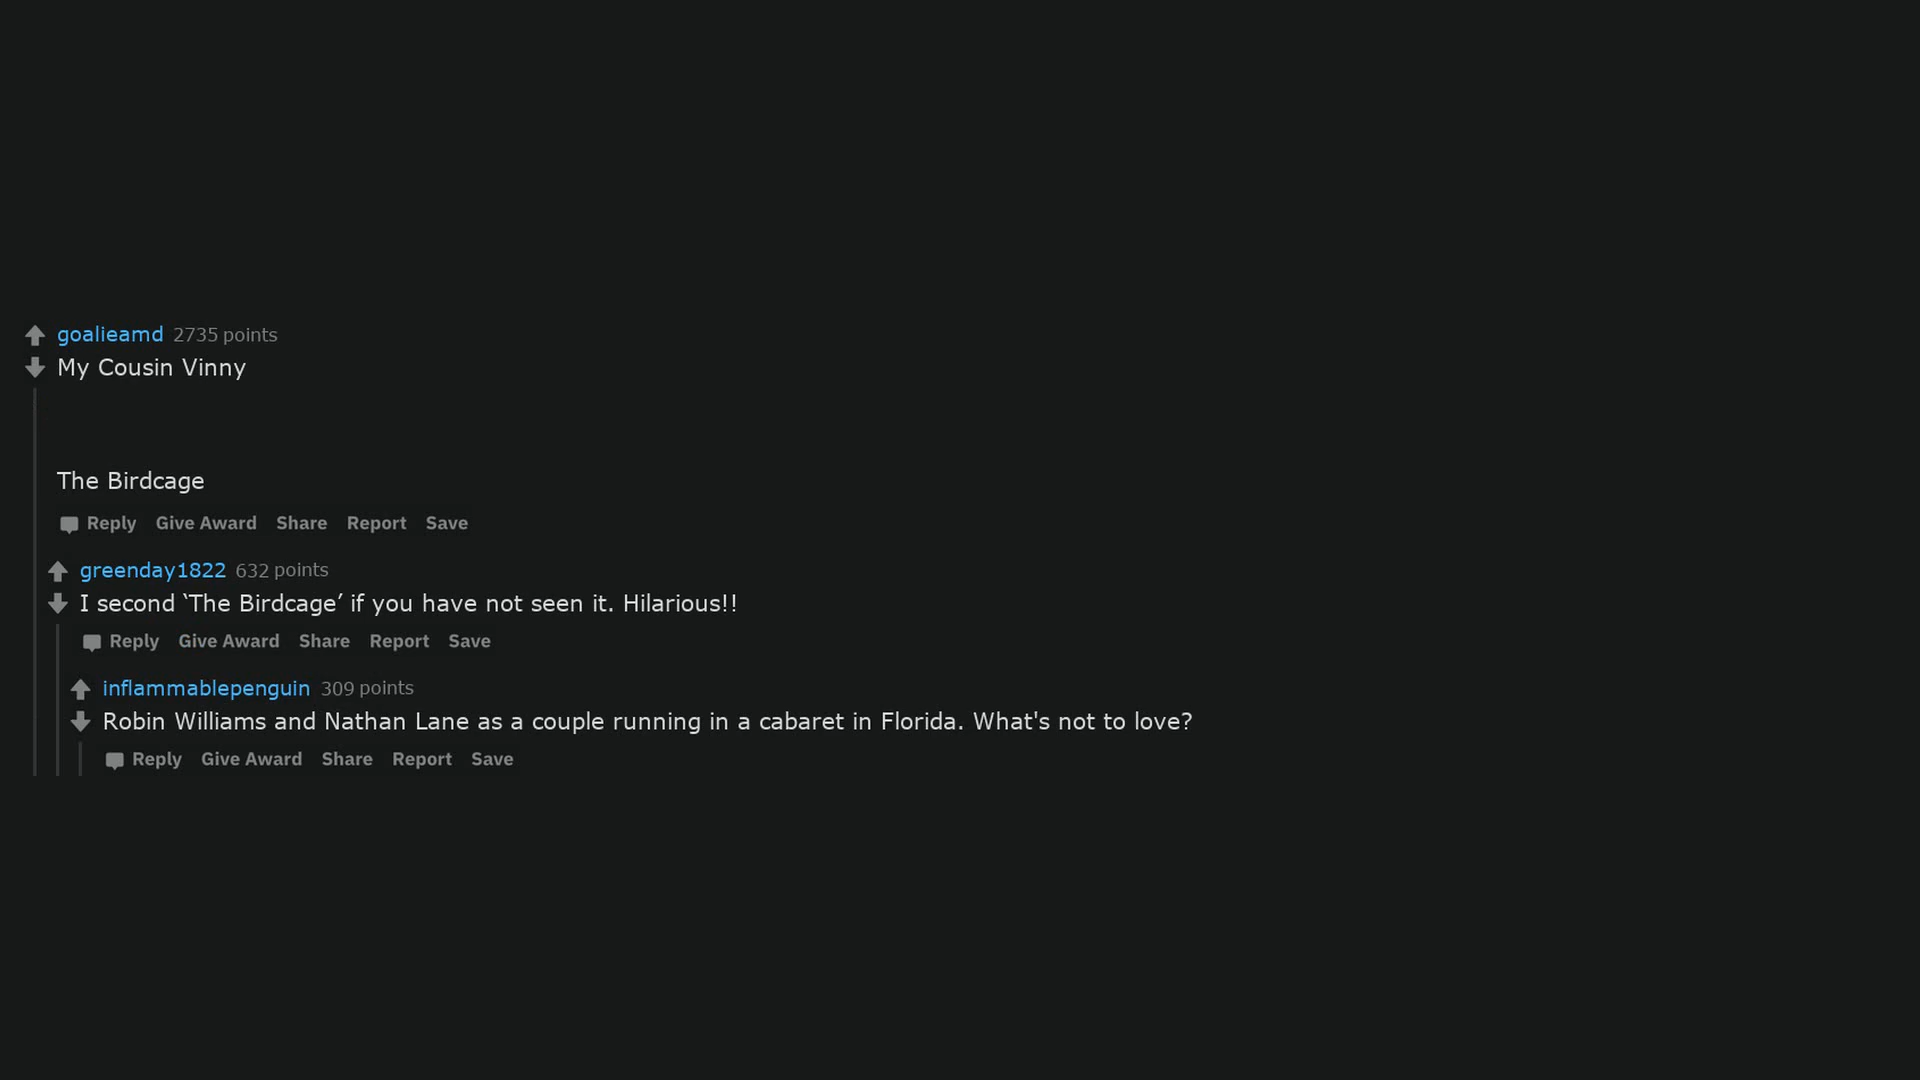 goalieamd 2735 points
My Cousin Vinny
The Birdcage
Reply Give Award Share Report Save
greenday1822 632 points
I second ‘The Birdcage’ if you have not seen it. Hilarious!!
Reply Give Award Share Report Save
inflammablepenguin 309 points
Robin Williams and Nathan Lane as a couple running in a cabaret in Florida. What's not to love?
Reply Give Award Share Report Save